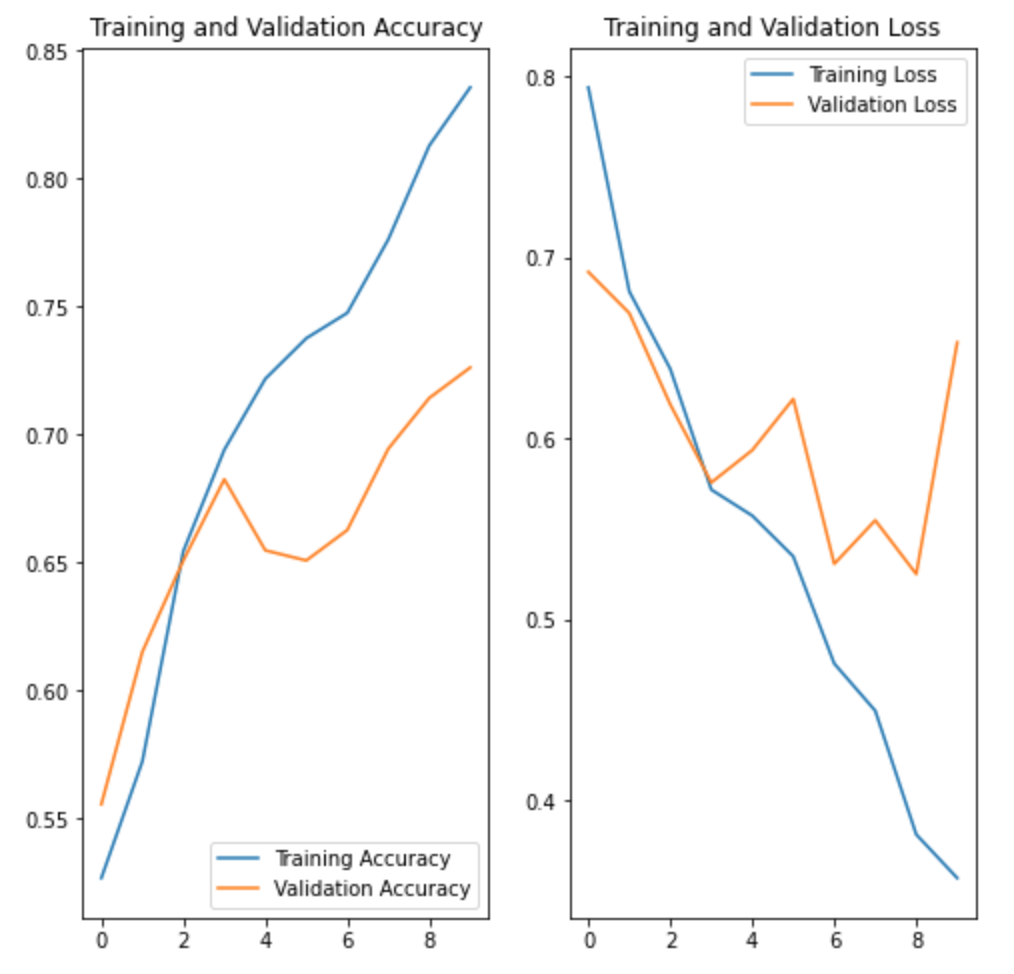 Training and Validation Accuracy
0.85
0.80
0.75
0.70
0.65
0.60
0.55
Training Accuracy
Validation Accuracy
0 2 4 6 8
Training and Validation Loss
Training Loss
Validation Loss
0.8
0.7
0.6
0.5
0.4
0 2 4 6 8